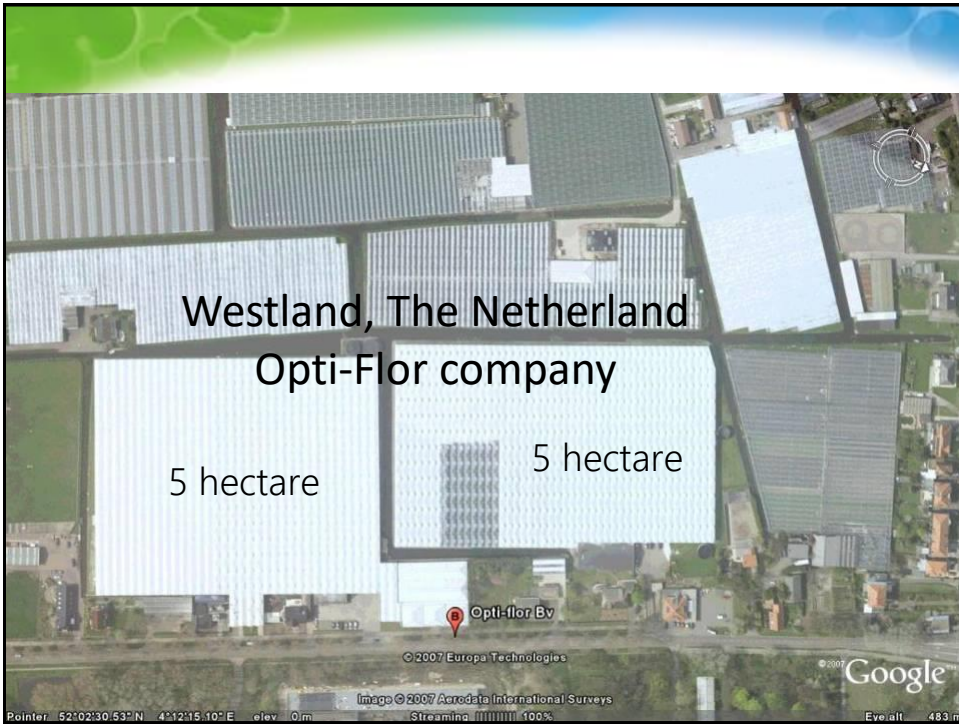 Westland, The Netherland
Opti-Flor company
5 hectare
5 hectare
B
Opti-flor Bv
© 2007 Europa Technologies
©2007 Google™
Image © 2007 Aerodata International Surveys
Pointer 52°02'30.53" N 4°12'15.10" E elev 0 m Streaming ||||||||| 100% Eye alt 483 m